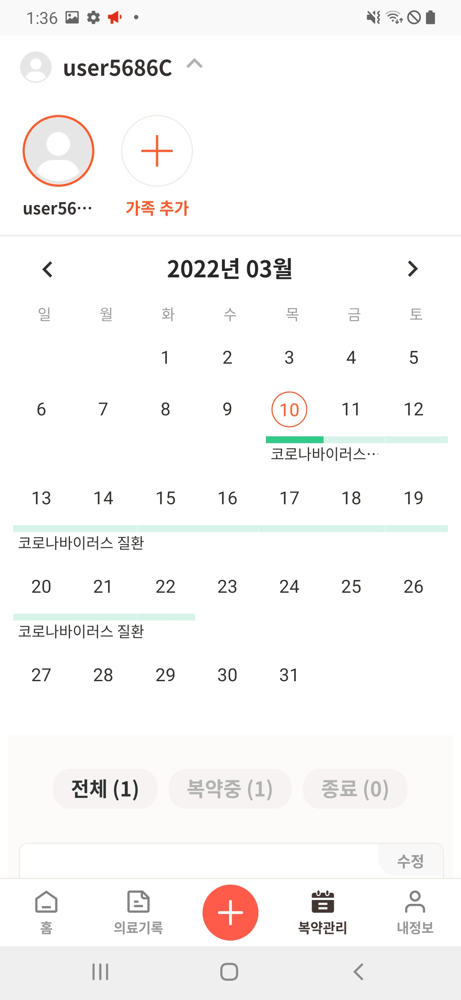 1:36
user5686C
user56…
가족 추가
2022년 03월
일 월 화 수 목 금 토
1 2 3 4 5
6 7 8 9 10 11 12
코로나바이러스…
13 14 15 16 17 18 19
코로나바이러스 질환
20 21 22 23 24 25 26
코로나바이러스 질환
27 28 29 30 31
전체 (1) 복약중 (1) 종료 (0)
수정
홈 의료기록 복약관리 내정보